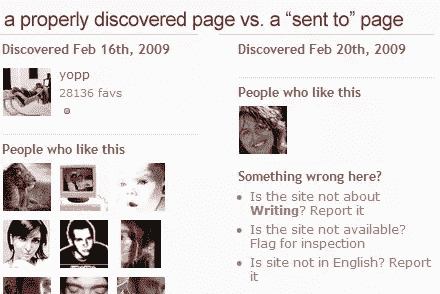 a properly discovered page vs. a “sent to” page
Discovered Feb 16th, 2009
yopp
28136 favs
People who like this
Discovered Feb 20th, 2009
People who like this
Something wrong here?
Is the site not about
Writing? Report it
Is the site not available?
Flag for inspection
Is site not in English? Report
it